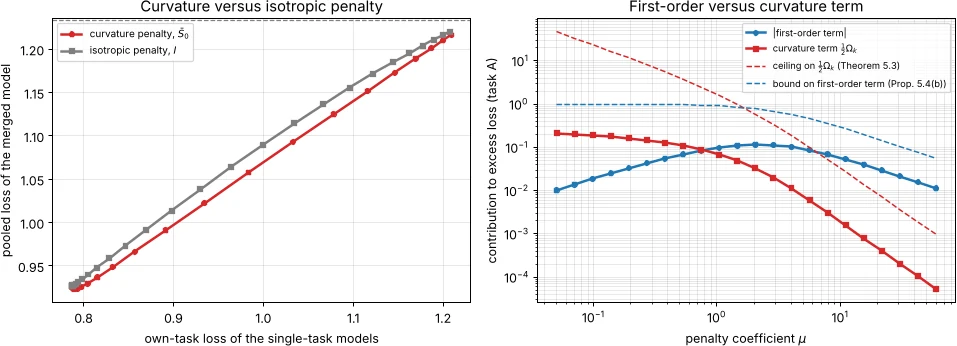 Curvature versus isotropic penalty
curvature penalty, S̄₀
isotropic penalty, I
1.20
1.15
1.10
1.05
1.00
0.95
pooled loss of the merged model
0.8 0.9 1.0 1.1 1.2
own-task loss of the single-task models
First-order versus curvature term
|first-order term|
curvature term ½Ωₖ
ceiling on ½Ωₖ (Theorem 5.3)
bound on first-order term (Prop. 5.4(b))
10¹
10⁰
10⁻¹
10⁻²
10⁻³
10⁻⁴
contribution to excess loss (task A)
10⁻¹ 10⁰ 10¹
penalty coefficient μ